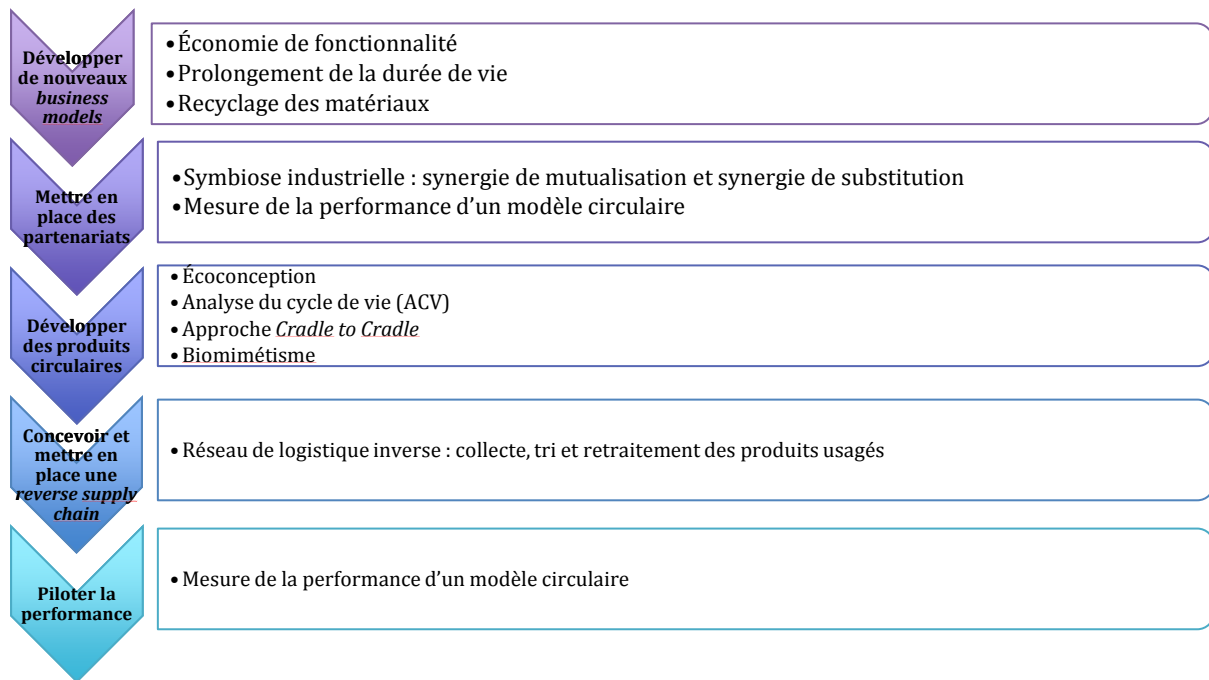 Développer
de nouveaux
business
models
•Économie de fonctionnalité
•Prolongement de la durée de vie
•Recyclage des matériaux
Mettre en
place des
partenariats
•Symbiose industrielle : synergie de mutualisation et synergie de substitution
•Mesure de la performance d’un modèle circulaire
Développer
des produits
circulaires
•Écoconception
•Analyse du cycle de vie (ACV)
•Approche Cradle to Cradle
•Biomimétisme
Concevoir et
mettre en
place une
reverse supply
chain
•Réseau de logistique inverse : collecte, tri et retraitement des produits usagés
Piloter la
performance
•Mesure de la performance d’un modèle circulaire